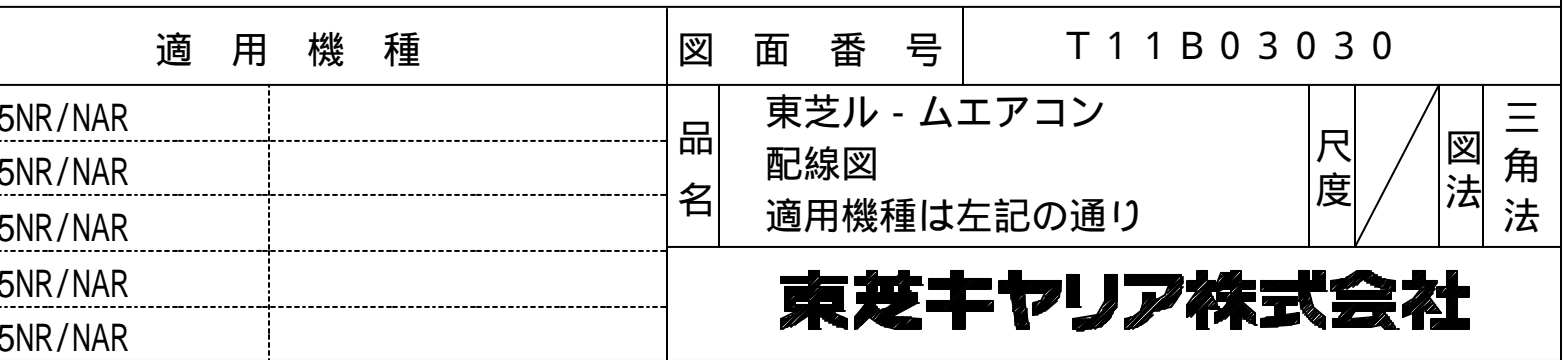 適用機種
図面番号
T11B03030
5NR/NAR
5NR/NAR
5NR/NAR
5NR/NAR
5NR/NAR
品名
東芝ル-ムエアコン
配線図
適用機種は左記の通り
尺度
図法
三角法
東芝キヤリア株式会社